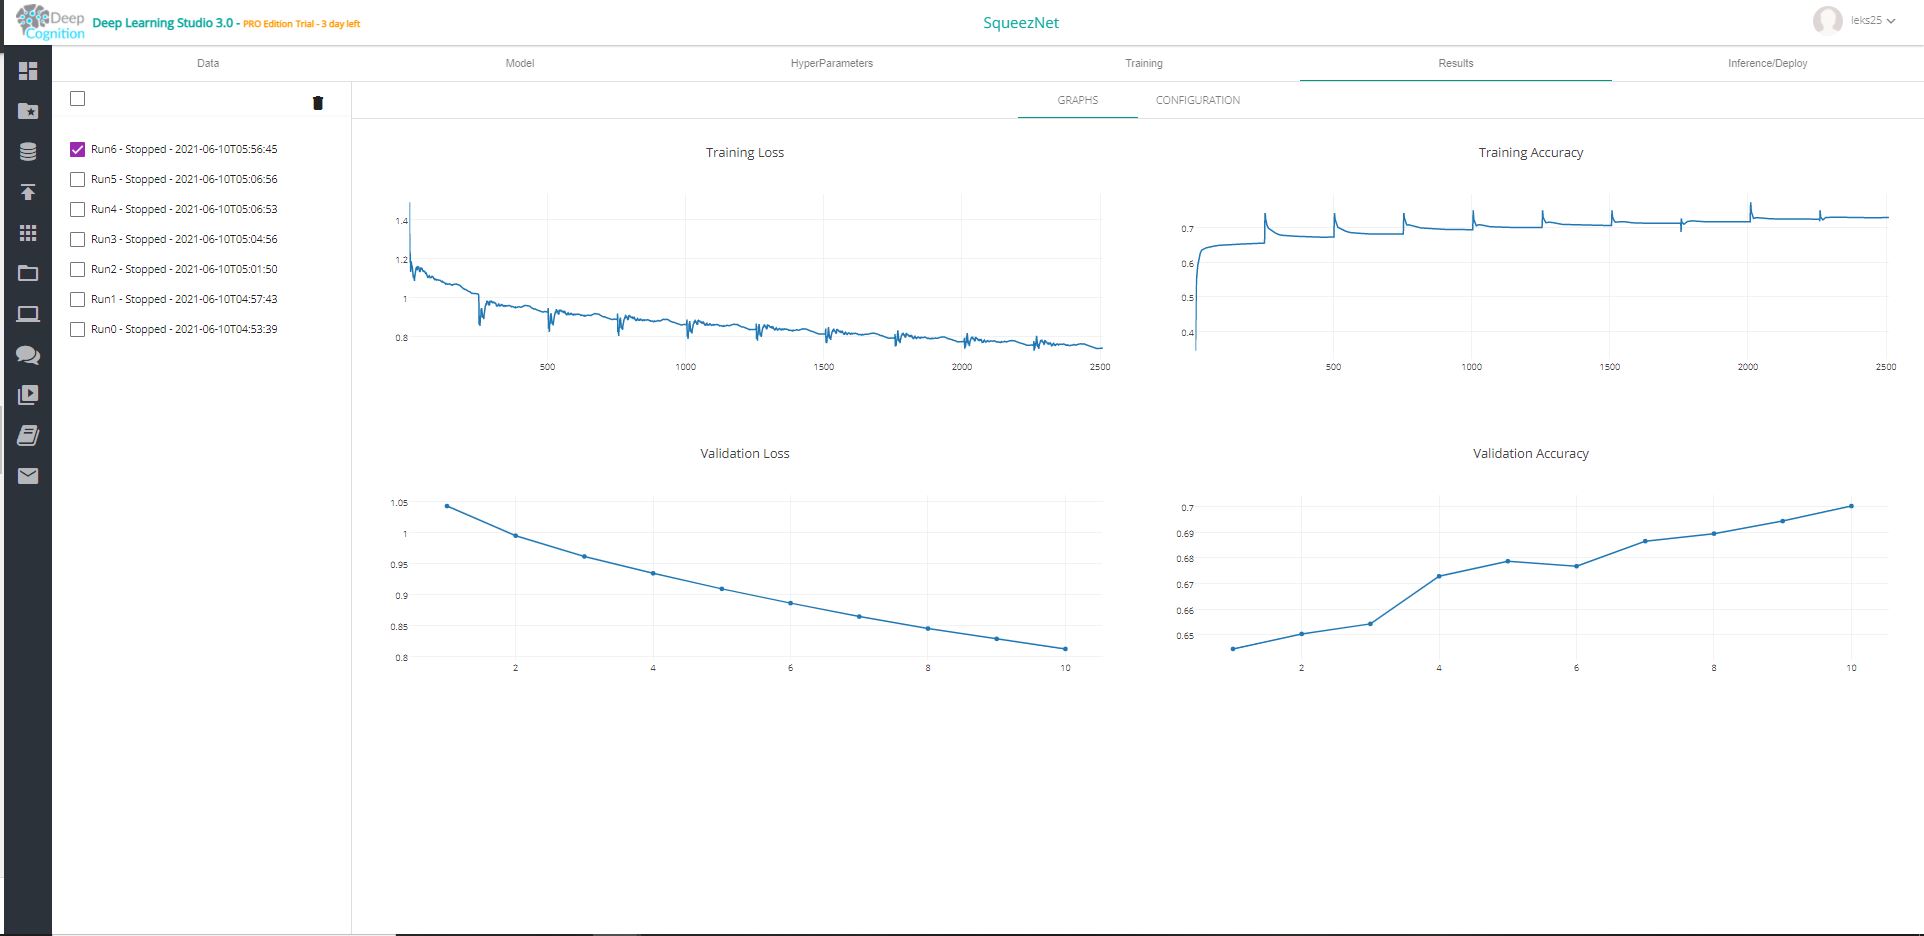 Deep
Cognition
Deep Learning Studio 3.0 - PRO Edition Trial - 3 day left
SqueezNet
leks25
Data
Model
HyperParameters
Training
Results
Inference/Deploy
GRAPHS
CONFIGURATION
Run6 - Stopped - 2021-06-10T05:56:45
Run5 - Stopped - 2021-06-10T05:06:56
Run4 - Stopped - 2021-06-10T05:06:53
Run3 - Stopped - 2021-06-10T05:04:56
Run2 - Stopped - 2021-06-10T05:01:50
Run1 - Stopped - 2021-06-10T04:57:43
Run0 - Stopped - 2021-06-10T04:53:39
Training Loss
1.4
1.2
1
0.8
500 1000 1500 2000 2500
Training Accuracy
0.7
0.6
0.5
0.4
500 1000 1500 2000 2500
Validation Loss
1.05
1
0.95
0.9
0.85
0.8
2 4 6 8 10
Validation Accuracy
0.7
0.69
0.68
0.67
0.66
0.65
2 4 6 8 10